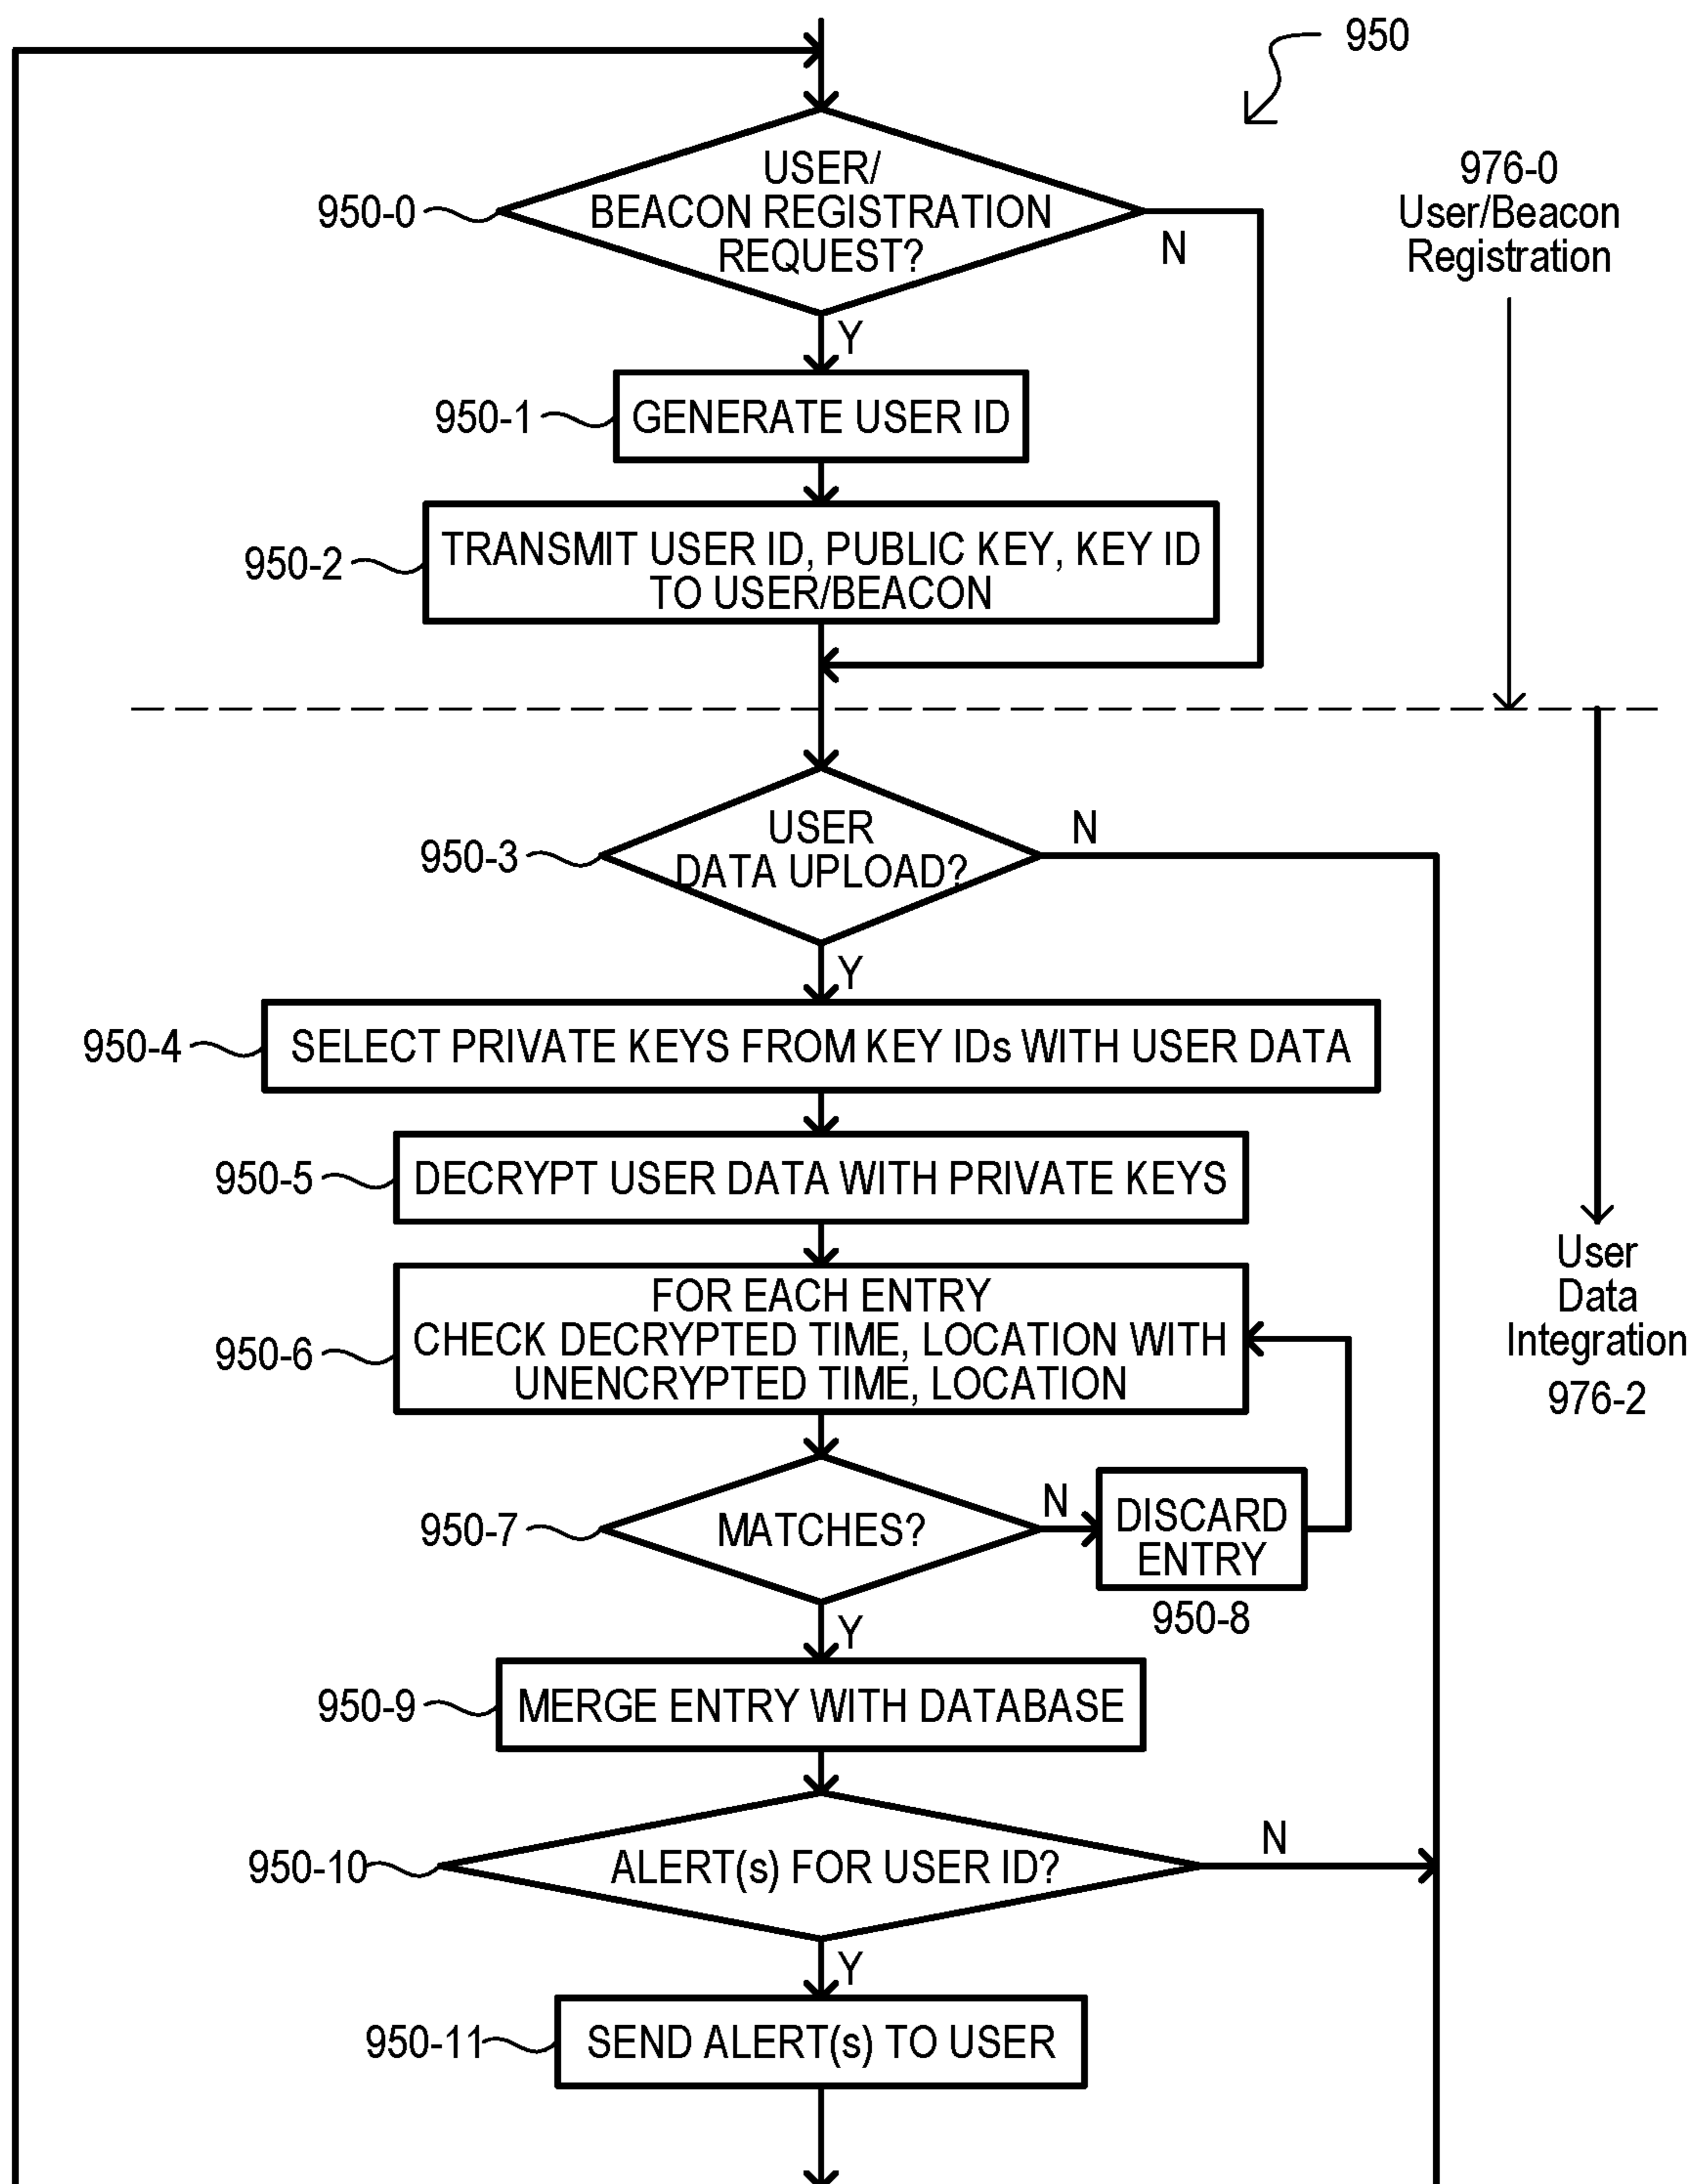 950
USER/
BEACON REGISTRATION
REQUEST?
950-0
N
976-0
User/Beacon
Registration
Y
950-1
GENERATE USER ID
950-2
TRANSMIT USER ID, PUBLIC KEY, KEY ID
TO USER/BEACON
950-3
USER
DATA UPLOAD?
N
Y
950-4
SELECT PRIVATE KEYS FROM KEY IDs WITH USER DATA
950-5
DECRYPT USER DATA WITH PRIVATE KEYS
950-6
FOR EACH ENTRY
CHECK DECRYPTED TIME, LOCATION WITH
UNENCRYPTED TIME, LOCATION
User
Data
Integration
976-2
950-7
MATCHES?
N
DISCARD
ENTRY
950-8
Y
950-9
MERGE ENTRY WITH DATABASE
950-10
ALERT(s) FOR USER ID?
N
Y
950-11
SEND ALERT(s) TO USER